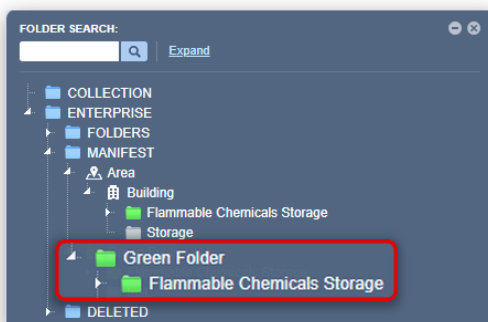 FOLDER SEARCH:
Expand
COLLECTION
ENTERPRISE
FOLDERS
MANIFEST
Area
Building
Flammable Chemicals Storage
Storage
Green Folder
Flammable Chemicals Storage
DELETED